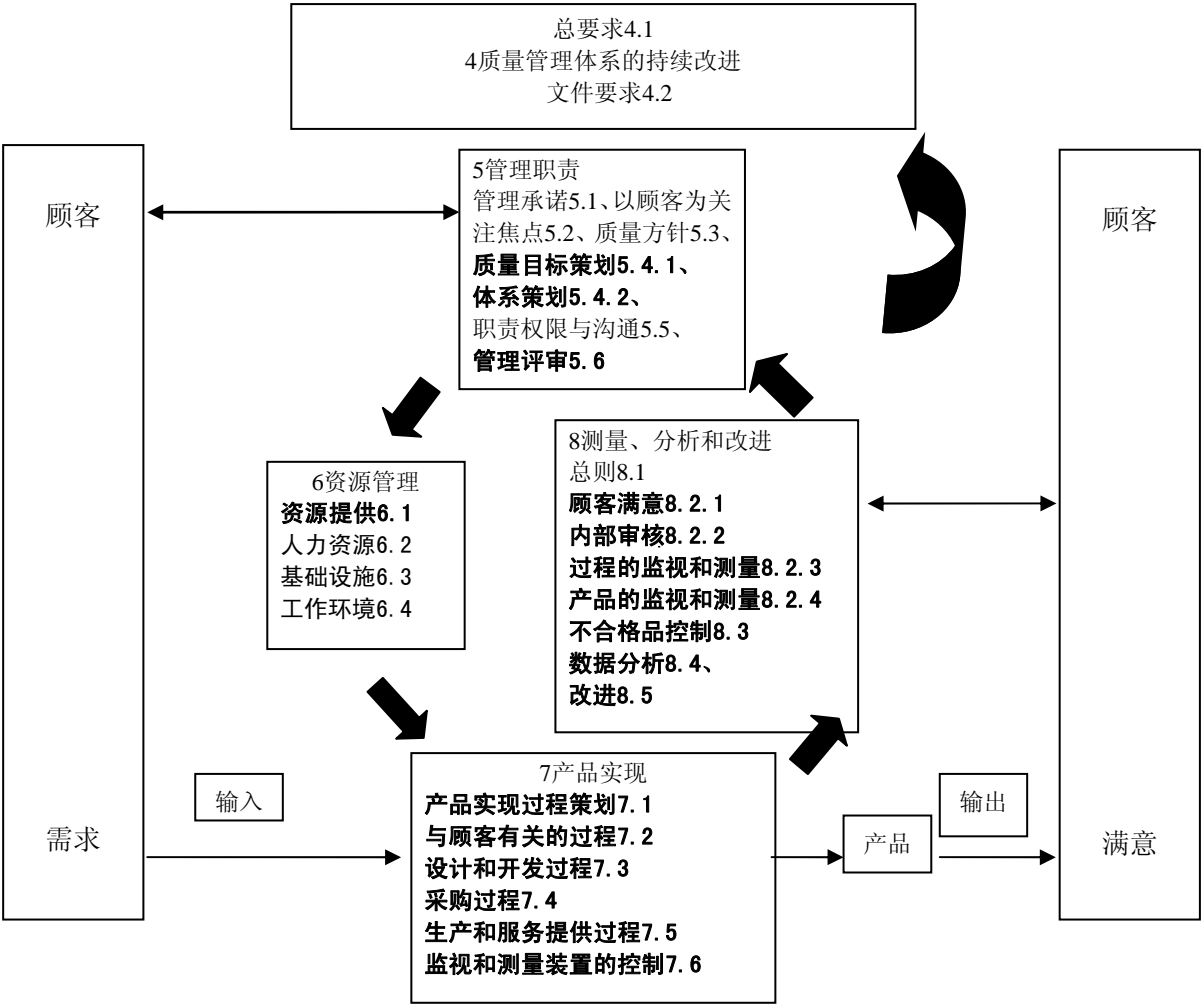 总要求4.1
4质量管理体系的持续改进
文件要求4.2
顾客
需求
5管理职责
管理承诺5.1、以顾客为关
注焦点5.2、质量方针5.3、
质量目标策划5.4.1、
体系策划5.4.2、
职责权限与沟通5.5、
管理评审5.6
顾客
满意
6资源管理
资源提供6.1
人力资源6.2
基础设施6.3
工作环境6.4
8测量、分析和改进
总则8.1
顾客满意8.2.1
内部审核8.2.2
过程的监视和测量8.2.3
产品的监视和测量8.2.4
不合格品控制8.3
数据分析8.4、
改进8.5
输入
7产品实现
产品实现过程策划7.1
与顾客有关的过程7.2
设计和开发过程7.3
采购过程7.4
生产和服务提供过程7.5
监视和测量装置的控制7.6
产品
输出